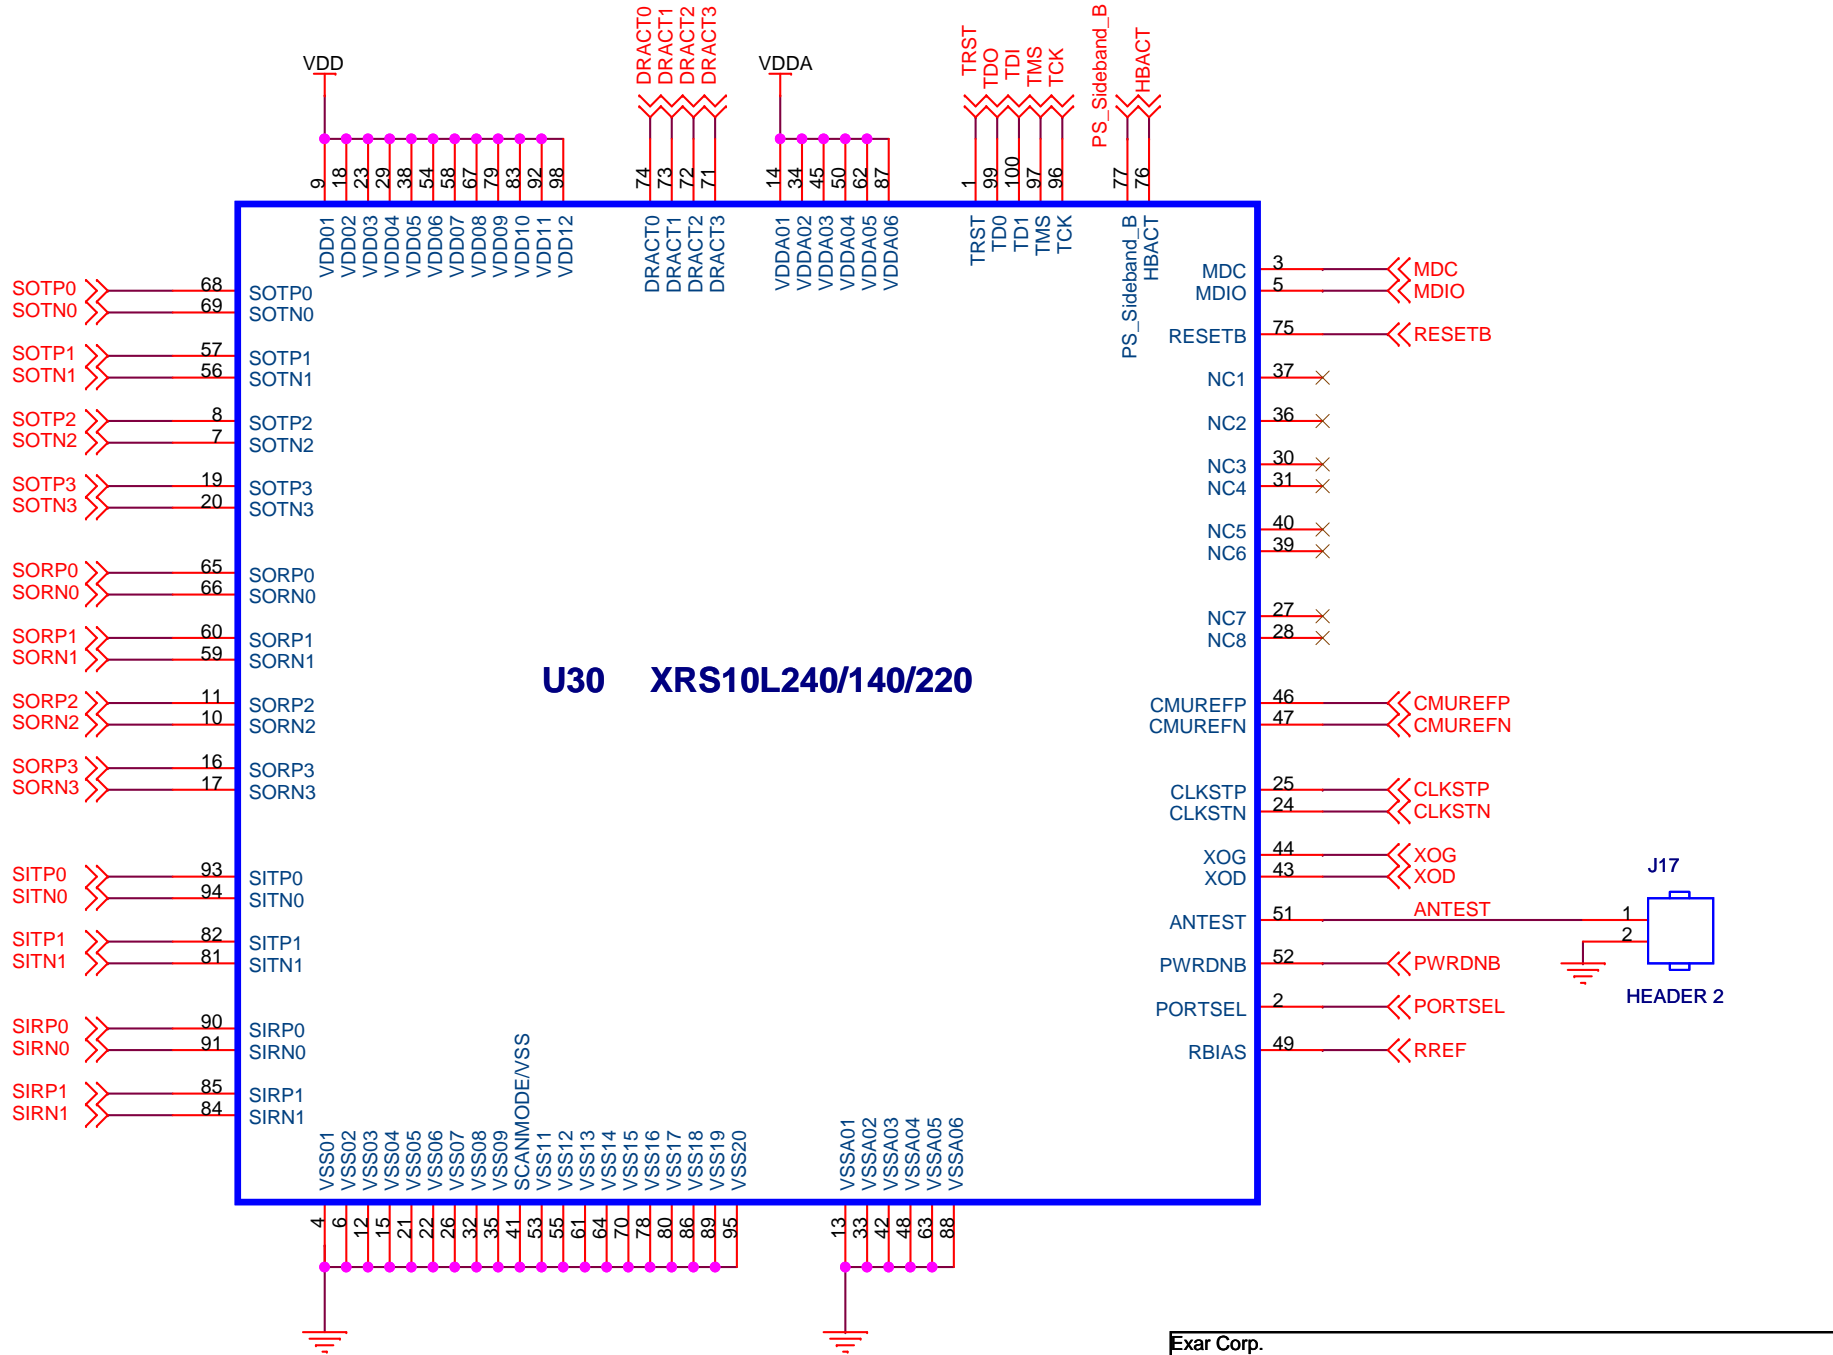 VDD
DRACT0
DRACT1
DRACT2
DRACT3
VDDA
TRST
TDO
TDI
TMS
TCK
PS_Sideband_B
HBACT
9
18
23
29
38
54
58
67
79
83
92
98
74
73
72
71
14
34
45
50
62
87
1
99
100
97
96
77
76
VDD01
VDD02
VDD03
VDD04
VDD05
VDD06
VDD07
VDD08
VDD09
VDD10
VDD11
VDD12
DRACT0
DRACT1
DRACT2
DRACT3
VDDA01
VDDA02
VDDA03
VDDA04
VDDA05
VDDA06
TRST
TD0
TD1
TMS
TCK
PS_Sideband_B
HBACT
SOTP0 68 SOTP0
SOTN0 69 SOTN0
SOTP1 57 SOTP1
SOTN1 56 SOTN1
SOTP2 8 SOTP2
SOTN2 7 SOTN2
SOTP3 19 SOTP3
SOTN3 20 SOTN3
SORP0 65 SORP0
SORN0 66 SORN0
SORP1 60 SORP1
SORN1 59 SORN1
SORP2 11 SORP2
SORN2 10 SORN2
SORP3 16 SORP3
SORN3 17 SORN3
SITP0 93 SITP0
SITN0 94 SITN0
SITP1 82 SITP1
SITN1 81 SITN1
SIRP0 90 SIRP0
SIRN0 91 SIRN0
SIRP1 85 SIRP1
SIRN1 84 SIRN1
U30 XRS10L240/140/220
MDC 3 MDC
MDIO 5 MDIO
RESETB 75 RESETB
NC1 37
NC2 36
NC3 30
NC4 31
NC5 40
NC6 39
NC7 27
NC8 28
CMUREFP 46 CMUREFP
CMUREFN 47 CMUREFN
CLKSTP 25 CLKSTP
CLKSTN 24 CLKSTN
XOG 44 XOG
XOD 43 XOD
ANTEST 51 ANTEST 1
2
J17
HEADER 2
PWRDNB 52 PWRDNB
PORTSEL 2 PORTSEL
RBIAS 49 RREF
VSS01
VSS02
VSS03
VSS04
VSS05
VSS06
VSS07
VSS08
VSS09
SCANMODE/VSS
VSS11
VSS12
VSS13
VSS14
VSS15
VSS16
VSS17
VSS18
VSS19
VSS20
VSSA01
VSSA02
VSSA03
VSSA04
VSSA05
VSSA06
4
6
12
15
21
22
26
32
35
41
53
55
61
64
70
78
80
86
89
95
13
33
42
48
63
88
Exar Corp.